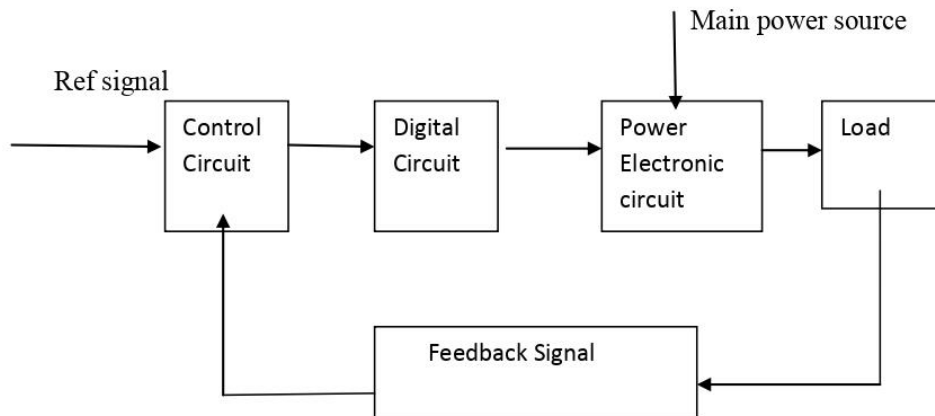 Main power source
Ref signal
Control
Circuit
Digital
Circuit
Power
Electronic
circuit
Load
Feedback Signal